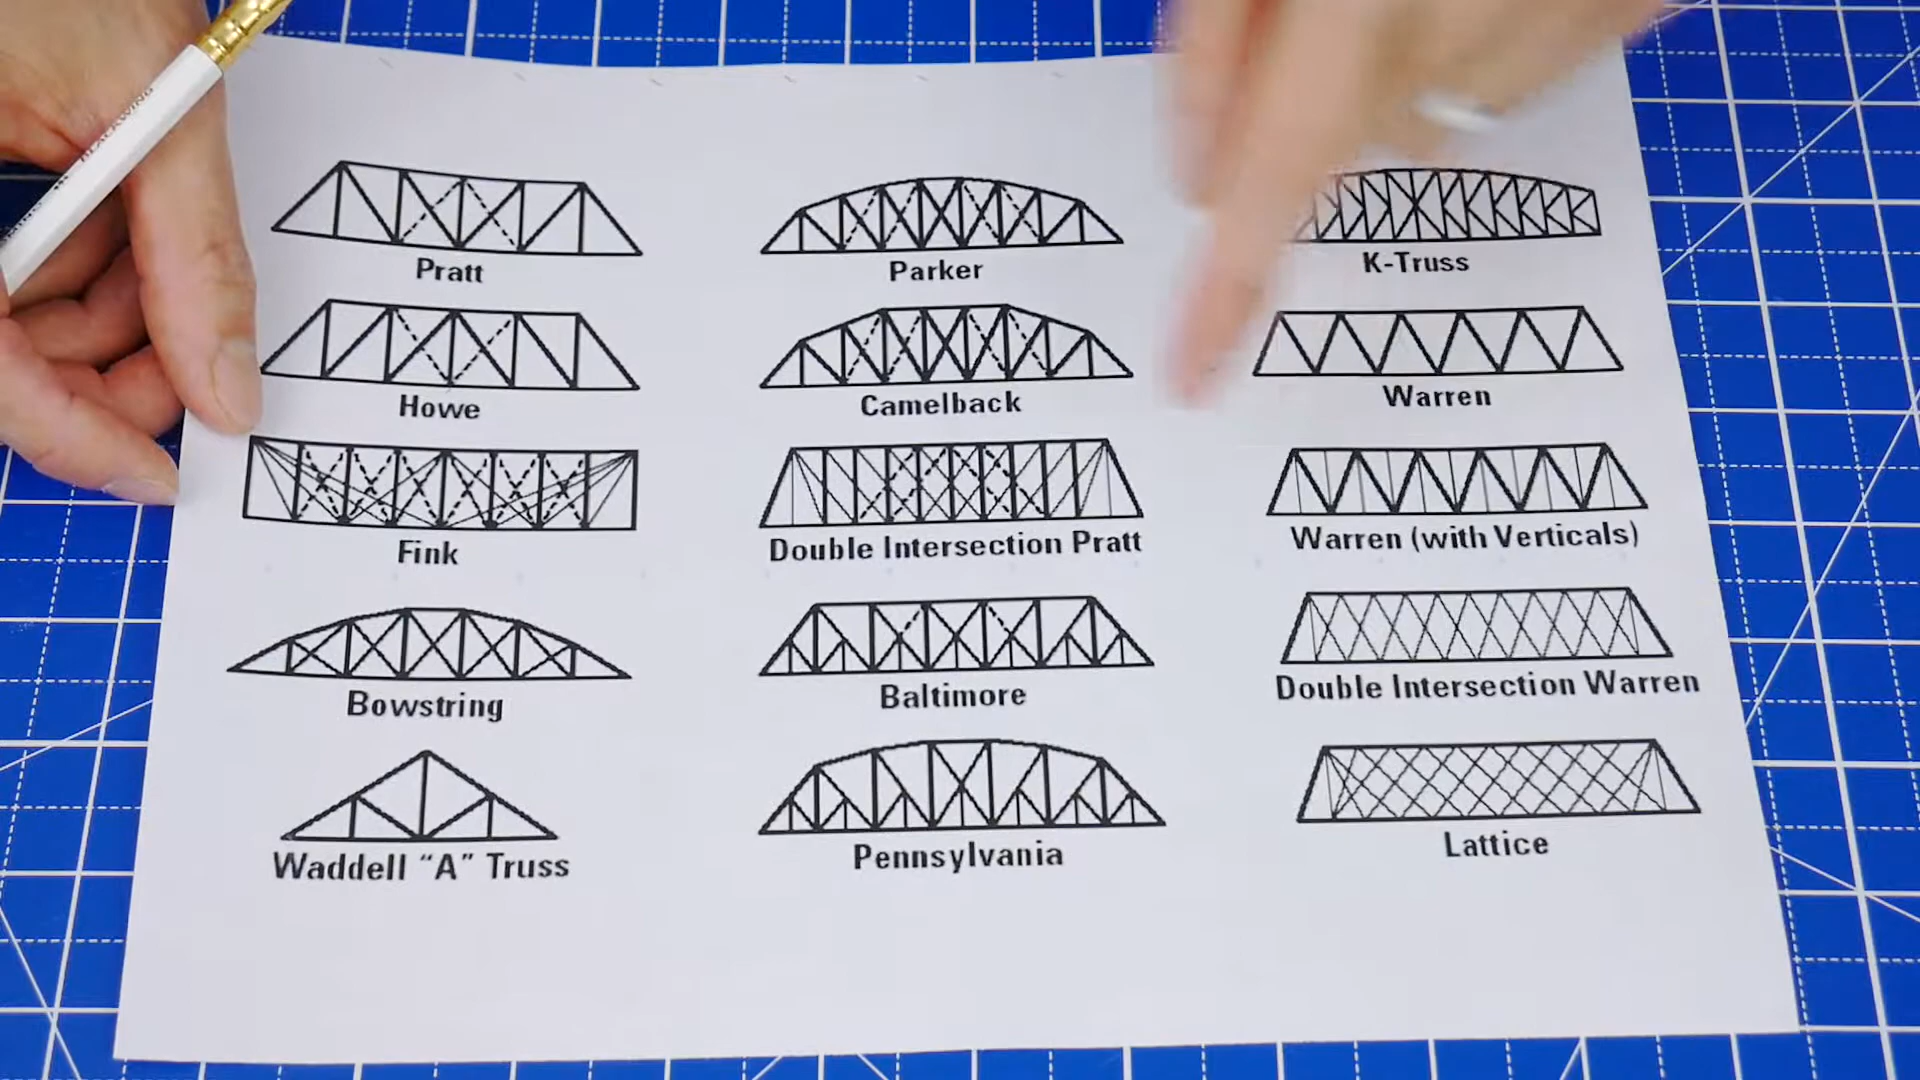 Pratt
Parker
K-Truss
Howe
Camelback
Warren
Fink
Double Intersection Pratt
Warren (with Verticals)
Bowstring
Baltimore
Double Intersection Warren
Waddell “A” Truss
Pennsylvania
Lattice